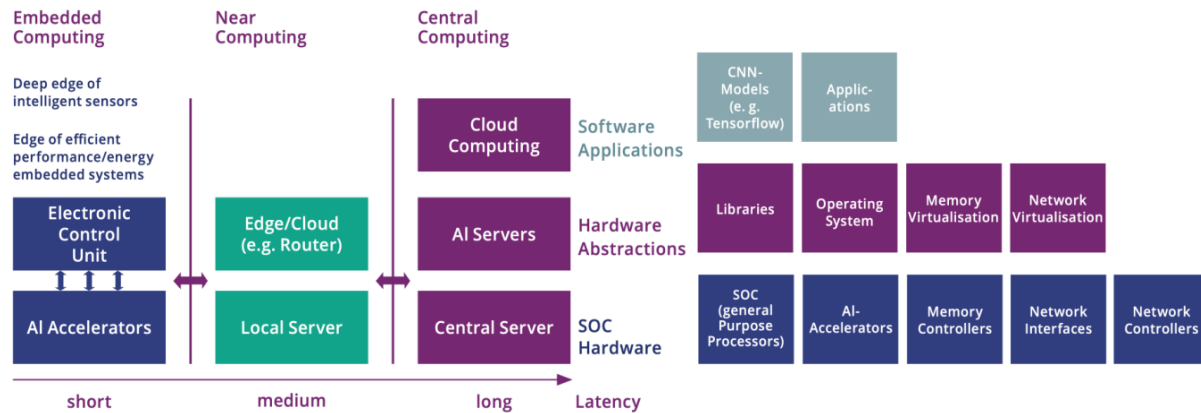 Embedded
Computing
Near
Computing
Central
Computing
Deep edge of
intelligent sensors
Edge of efficient
performance/energy
embedded systems
Electronic
Control
Unit
AI Accelerators
Edge/Cloud
(e.g. Router)
Local Server
Cloud
Computing
AI Servers
Central Server
Software
Applications
Hardware
Abstractions
SOC
Hardware
short
medium
long
Latency
CNN-
Models
(e. g.
Tensorflow)
Applic-
ations
Libraries
Operating
System
Memory
Virtualisation
Network
Virtualisation
SOC
(general
Purpose
Processors)
AI-
Accelerators
Memory
Controllers
Network
Interfaces
Network
Controllers